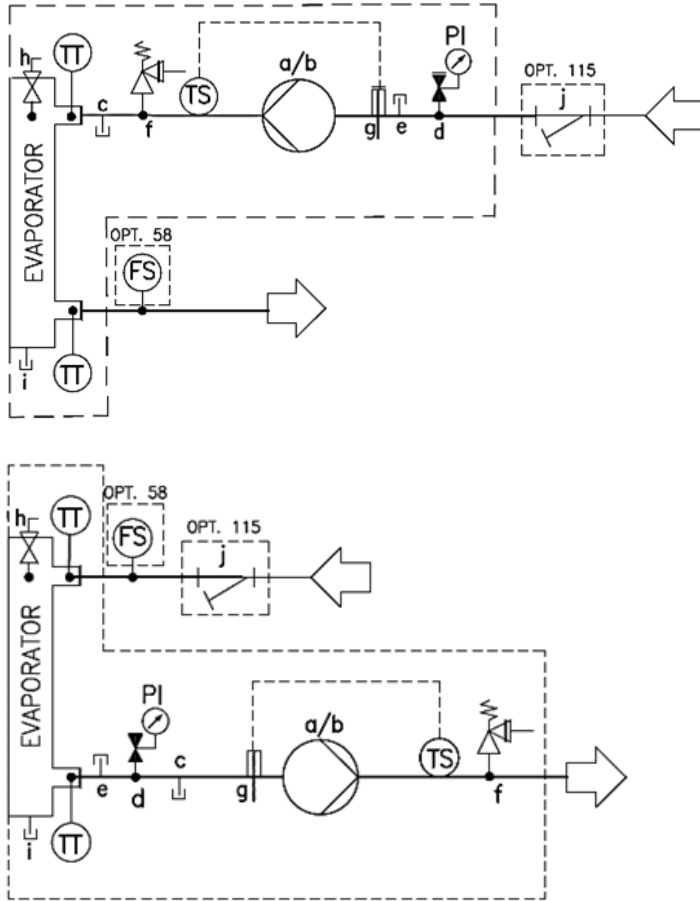 h
TT
c
f
TS
a/b
g
e
d
PI
OPT. 115
j
EVAPORATOR
OPT. 58
FS
i
TT
h
TT
OPT. 58
FS
OPT. 115
j
EVAPORATOR
e
PI
d
c
g
a/b
TS
f
i
TT